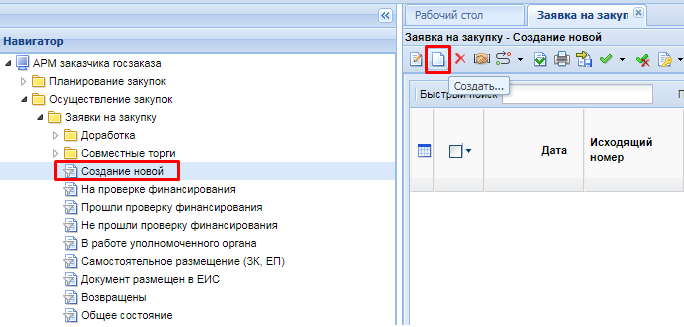 Навигатор
АРМ заказчика госзаказа
Планирование закупок
Осуществление закупок
Заявки на закупку
Доработка
Совместные торги
Создание новой
На проверке финансирования
Прошли проверку финансирования
Не прошли проверку финансирования
В работе уполномоченного органа
Самостоятельное размещение (ЗК, ЕП)
Документ размещен в ЕИС
Возвращены
Общее состояние
Рабочий стол
Заявка на закуп
Заявка на закупку - Создание новой
Создать...
Быстрый поиск
Дата
Исходящий
номер